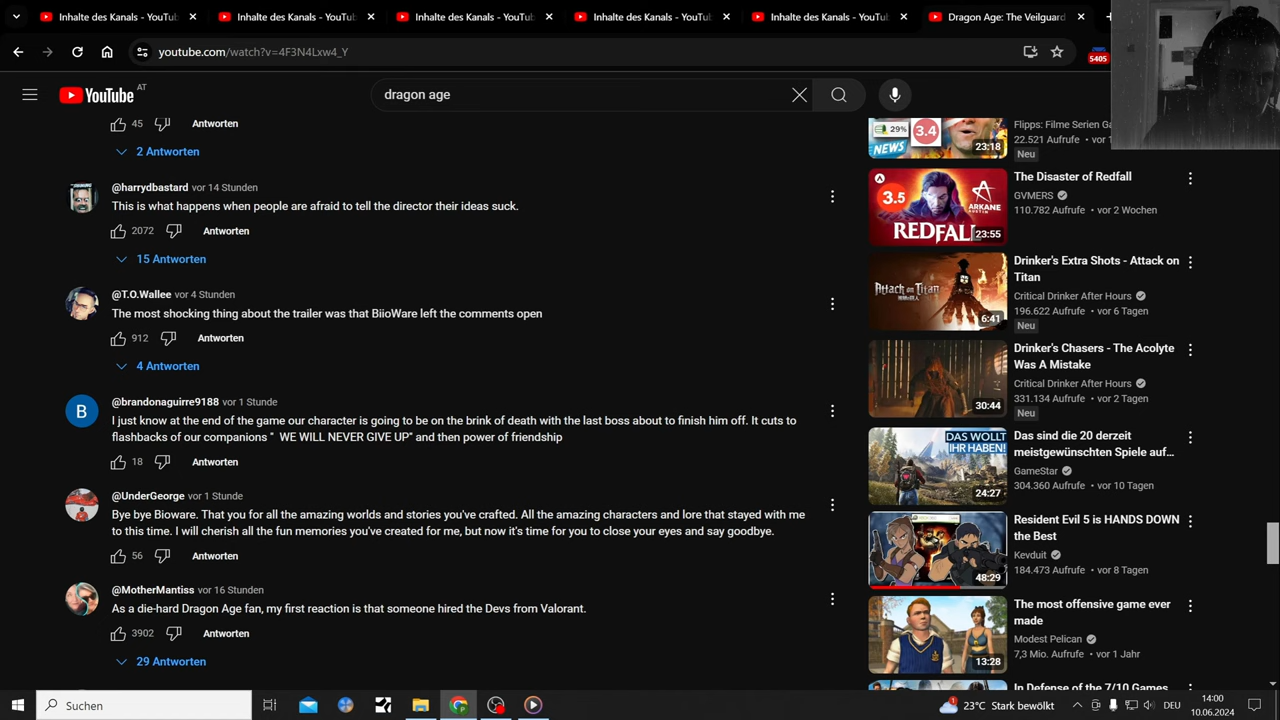 Inhalte des Kanals - YouTu
Inhalte des Kanals - YouTu
Inhalte des Kanals - YouTu
Inhalte des Kanals - YouTu
Inhalte des Kanals - YouTu
Dragon Age: The Veilguard
youtube.com/watch?v=4F3N4Lxw4_Y
5405
YouTube AT
dragon age
45 Antworten
2 Antworten
@harrydbastard vor 14 Stunden
This is what happens when people are afraid to tell the director their ideas suck.
2072 Antworten
15 Antworten
@T.O.Wallee vor 4 Stunden
The most shocking thing about the trailer was that BiioWare left the comments open
912 Antworten
4 Antworten
@brandonaguirre9188 vor 1 Stunde
B
I just know at the end of the game our character is going to be on the brink of death with the last boss about to finish him off. It cuts to
flashbacks of our companions " WE WILL NEVER GIVE UP" and then power of friendship
18 Antworten
@UnderGeorge vor 1 Stunde
Bye bye Bioware. That you for all the amazing worlds and stories you've crafted. All the amazing characters and lore that stayed with me
to this time. I will cherish all the fun memories you've created for me, but now it's time for you to close your eyes and say goodbye.
56 Antworten
@MotherMantiss vor 16 Stunden
As a die-hard Dragon Age fan, my first reaction is that someone hired the Devs from Valorant.
3902 Antworten
29 Antworten
29%
3.4
NEWS
23:18
Flipps: Filme Serien Ga
22.521 Aufrufe • vor
Neu
3.5
ARKANE
AUSTIN
REDFALL
23:55
The Disaster of Redfall
GVMERS
110.782 Aufrufe • vor 2 Wochen
Attack on
Titan
6:41
Drinker's Extra Shots - Attack on
Titan
Critical Drinker After Hours
196.622 Aufrufe • vor 6 Tagen
Neu
30:44
Drinker's Chasers - The Acolyte
Was A Mistake
Critical Drinker After Hours
331.134 Aufrufe • vor 2 Tagen
Neu
DAS WOLLT
IHR HABEN!
24:27
Das sind die 20 derzeit
meistgewünschten Spiele auf…
GameStar
304.360 Aufrufe • vor 10 Tagen
48:29
Resident Evil 5 is HANDS DOWN
the Best
Kevduit
184.473 Aufrufe • vor 8 Tagen
13:28
The most offensive game ever
made
Modest Pelican
7,3 Mio. Aufrufe • vor 1 Jahr
In Defense of the 7/10 Games
Suchen
1
23°C Stark bewölkt
DEU
14:00
10.06.2024